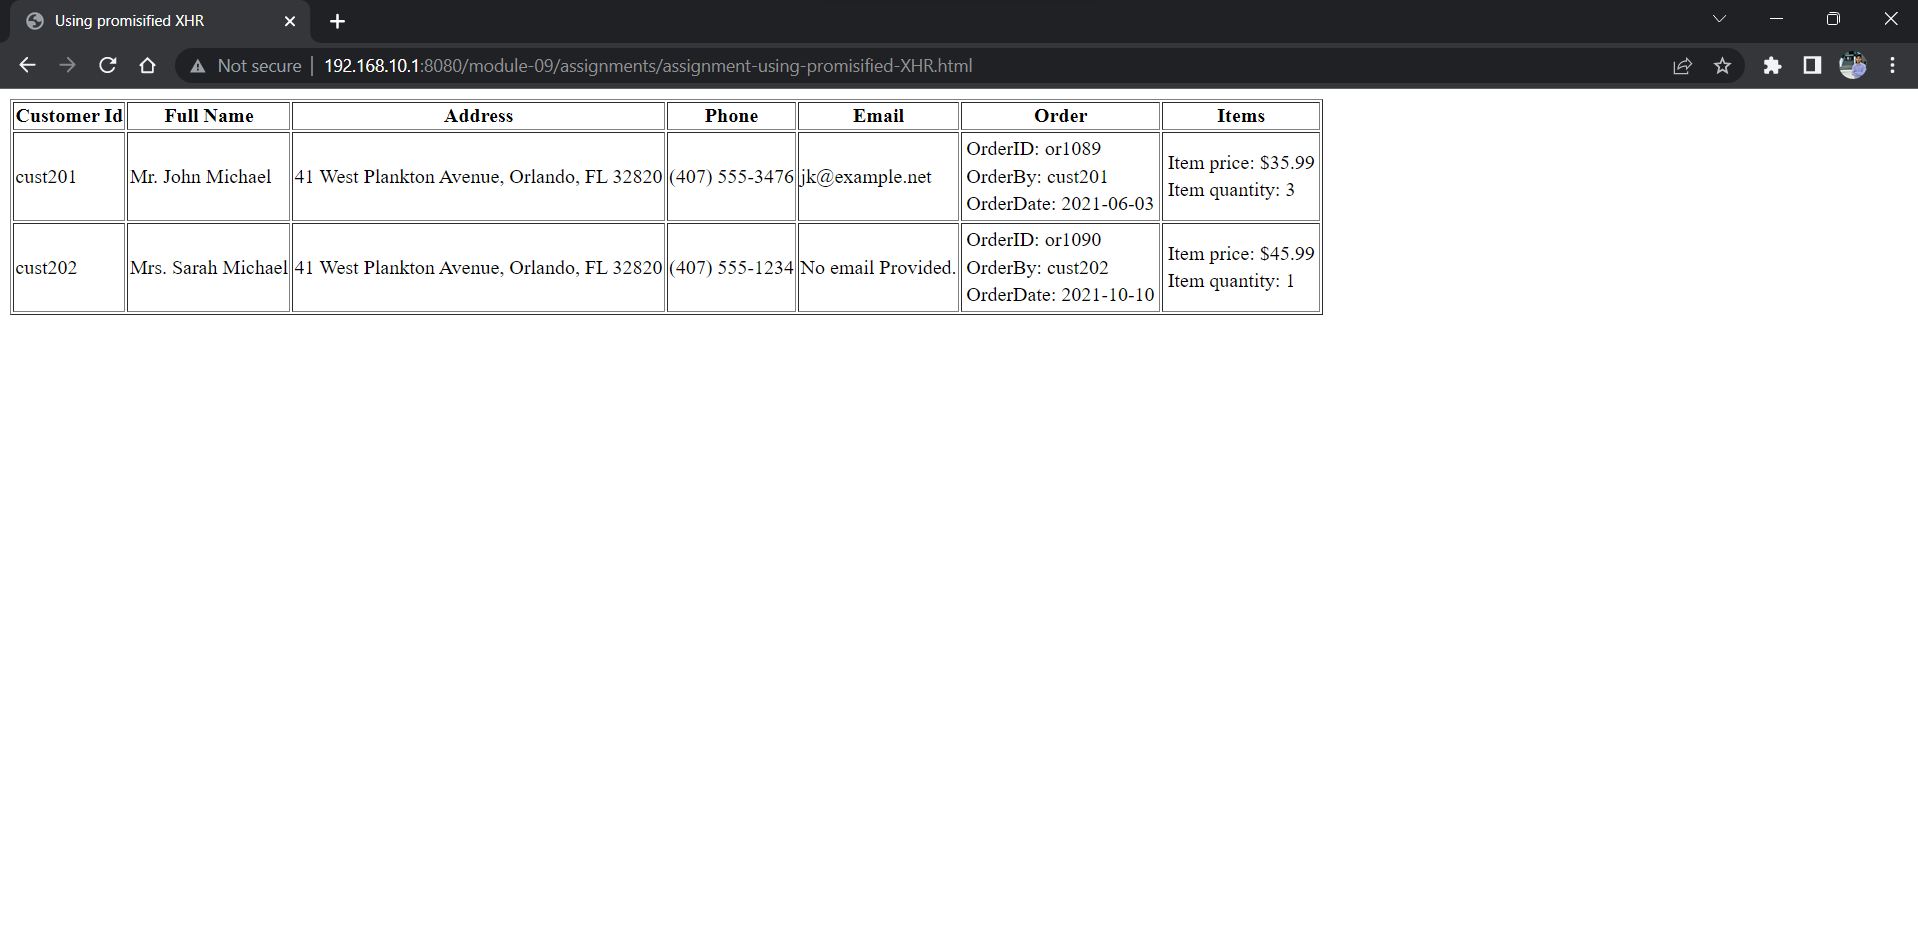 Using promisified XHR
Not secure 192.168.10.1:8080/module-09/assignments/assignment-using-promisified-XHR.html
Customer Id Full Name Address Phone Email Order Items
cust201 Mr. John Michael 41 West Plankton Avenue, Orlando, FL 32820 (407) 555-3476 jk@example.net
OrderID: or1089
OrderBy: cust201
OrderDate: 2021-06-03
Item price: $35.99
Item quantity: 3
cust202 Mrs. Sarah Michael 41 West Plankton Avenue, Orlando, FL 32820 (407) 555-1234 No email Provided.
OrderID: or1090
OrderBy: cust202
OrderDate: 2021-10-10
Item price: $45.99
Item quantity: 1